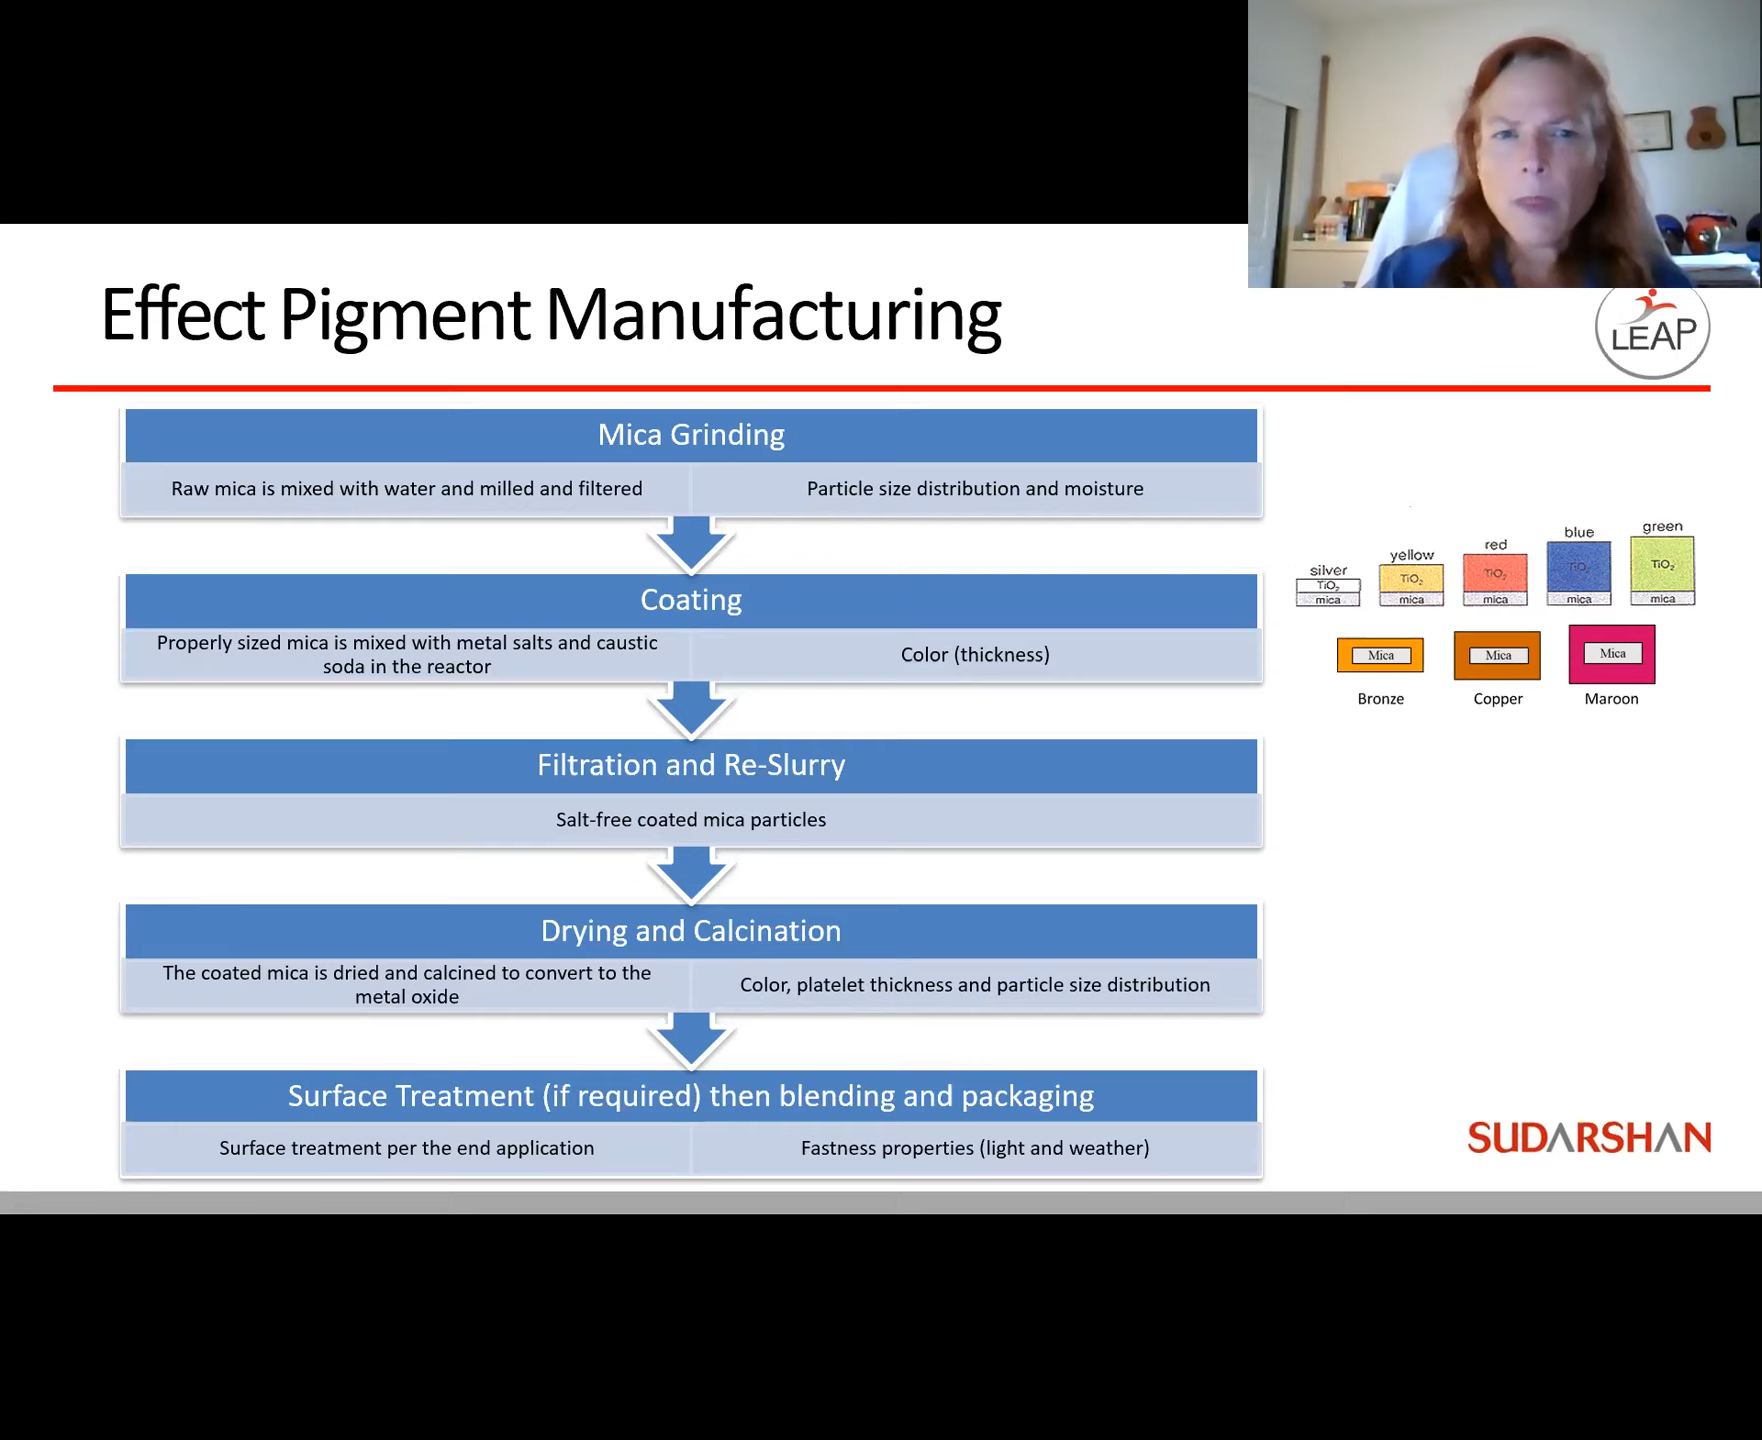 Effect Pigment Manufacturing
LEAP
Mica Grinding
Raw mica is mixed with water and milled and filtered
Particle size distribution and moisture
Coating
Properly sized mica is mixed with metal salts and caustic
soda in the reactor
Color (thickness)
Filtration and Re-Slurry
Salt-free coated mica particles
Drying and Calcination
The coated mica is dried and calcined to convert to the
metal oxide
Color, platelet thickness and particle size distribution
Surface Treatment (if required) then blending and packaging
Surface treatment per the end application
Fastness properties (light and weather)
silver
TiO₂
mica
yellow
TiO₂
mica
red
TiO₂
mica
blue
TiO₂
mica
green
TiO₂
mica
Mica
Bronze
Mica
Copper
Mica
Maroon
SUDARSHAN